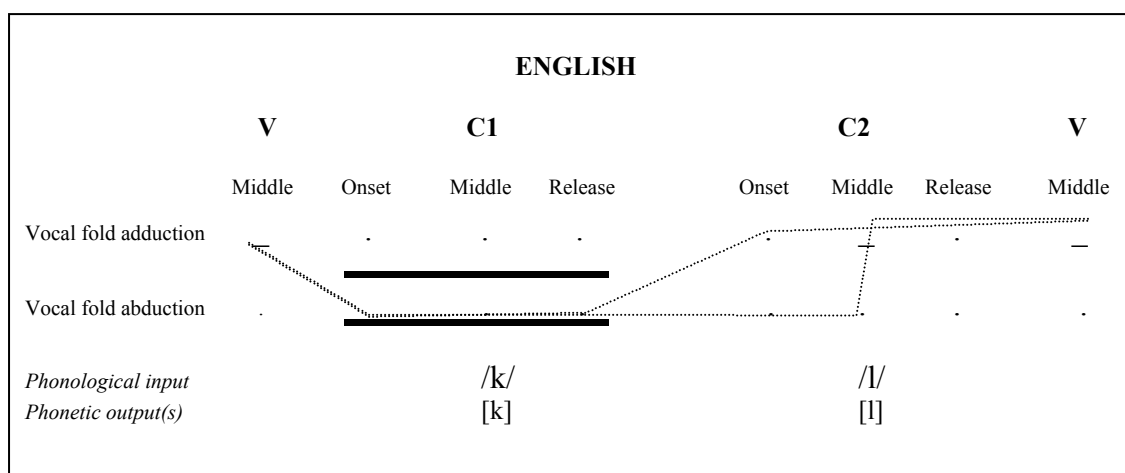 ENGLISH
V C1 C2 V
Middle Onset Middle Release Onset Middle Release Middle
Vocal fold adduction
Vocal fold abduction
Phonological input /k/ /l/
Phonetic output(s) [k] [l]